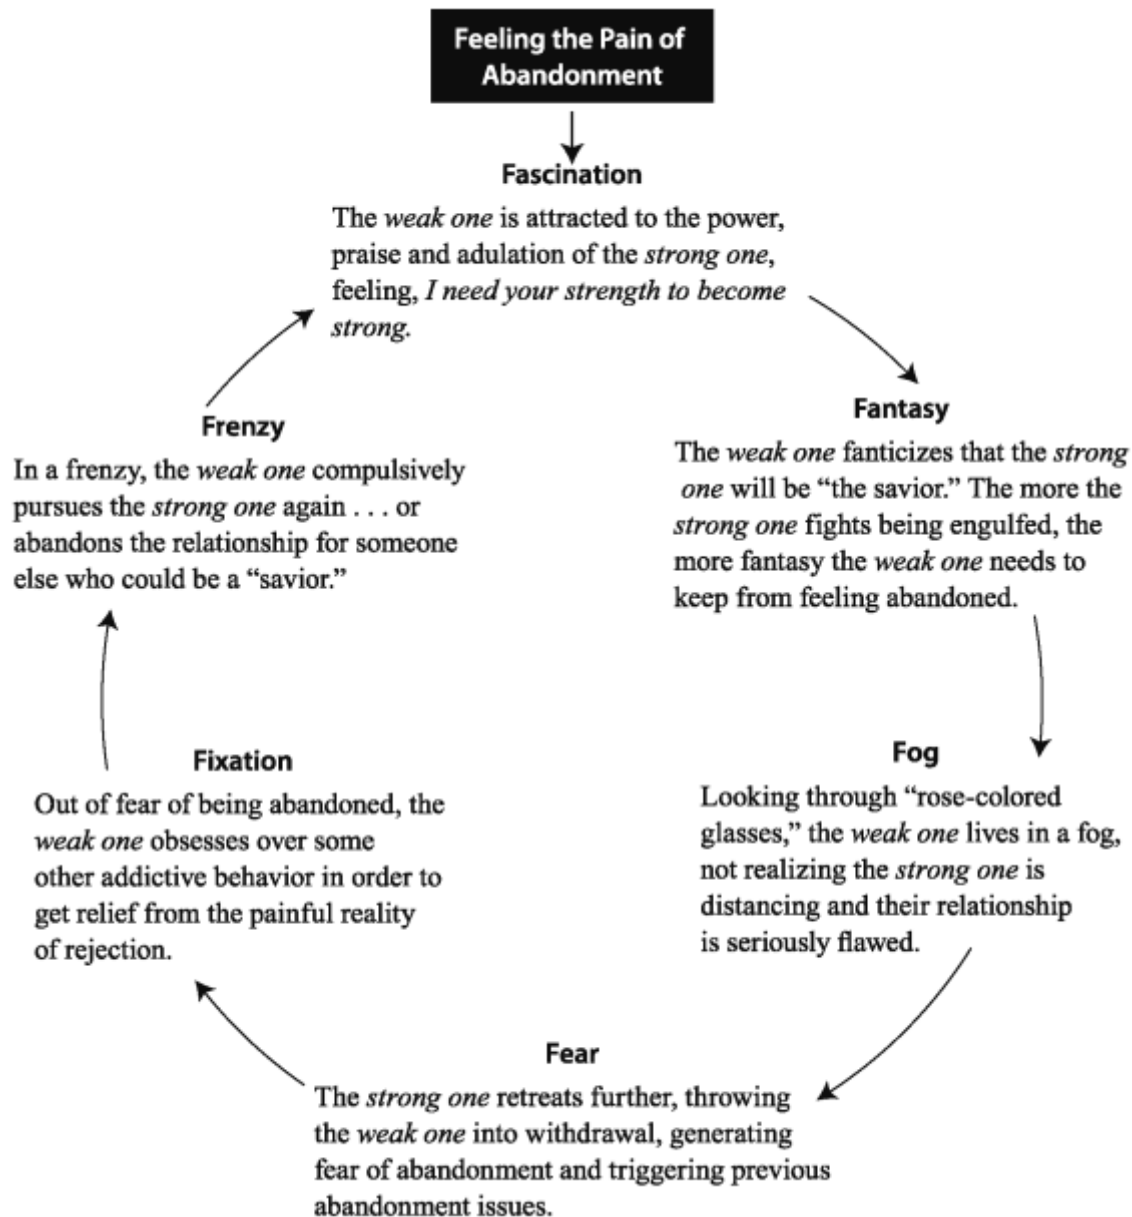 Feeling the Pain of
Abandonment
Fascination
The weak one is attracted to the power,
praise and adulation of the strong one,
feeling, I need your strength to become
strong.
Fantasy
The weak one fanticizes that the strong
one will be “the savior.” The more the
strong one fights being engulfed, the
more fantasy the weak one needs to
keep from feeling abandoned.
Fog
Looking through “rose-colored
glasses,” the weak one lives in a fog,
not realizing the strong one is
distancing and their relationship
is seriously flawed.
Fear
The strong one retreats further, throwing
the weak one into withdrawal, generating
fear of abandonment and triggering previous
abandonment issues.
Fixation
Out of fear of being abandoned, the
weak one obsesses over some
other addictive behavior in order to
get relief from the painful reality
of rejection.
Frenzy
In a frenzy, the weak one compulsively
pursues the strong one again . . . or
abandons the relationship for someone
else who could be a “savior.”